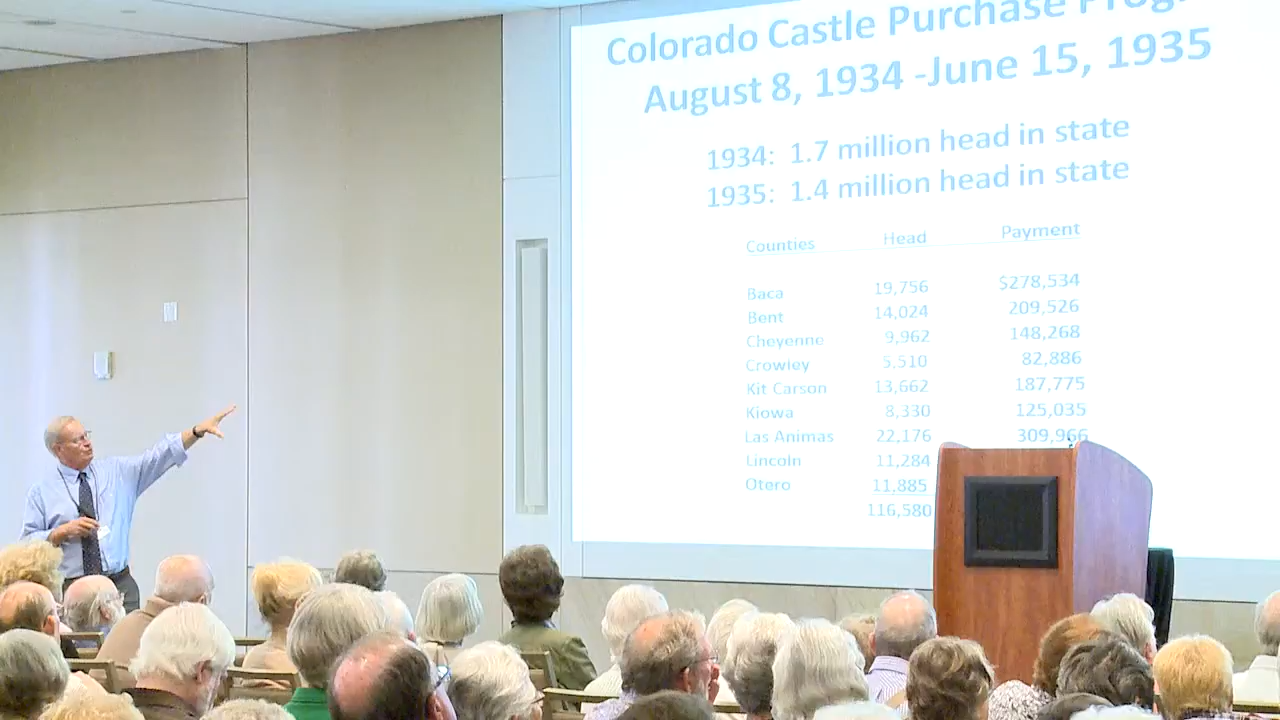 Colorado Castle Purchase
August 8, 1934 -June 15, 1935
1934: 1.7 million head in state
1935: 1.4 million head in state
Counties Head Payment
Baca 19,756 $278,534
Bent 14,024 209,526
Cheyenne 9,962 148,268
Crowley 5,510 82,886
Kit Carson 13,662 187,775
Kiowa 8,330 125,035
Las Animas 22,176 309,966
Lincoln 11,284
Otero 11,885
116,580